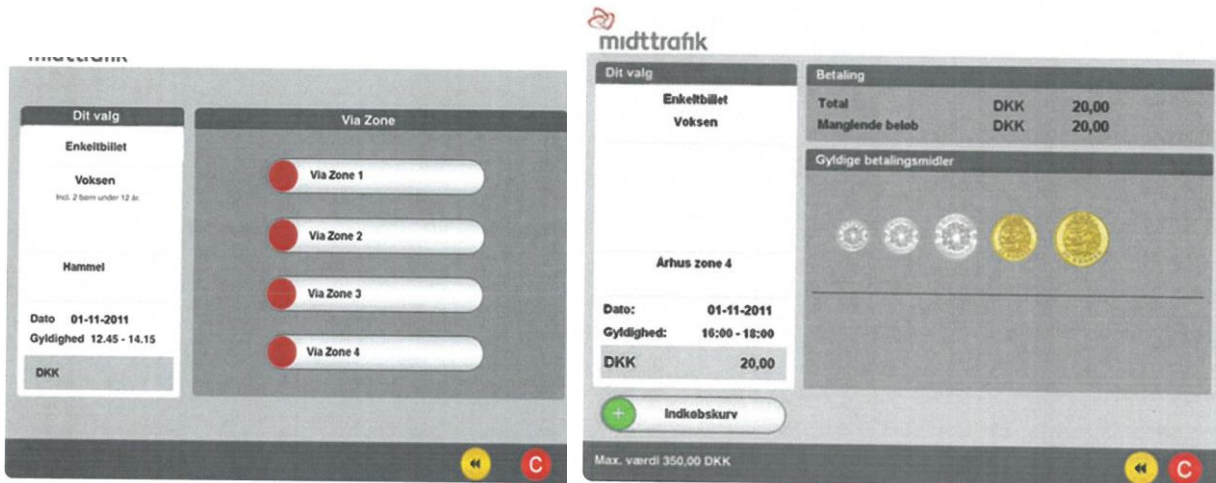 midttrafik
Dit valg
Enkeltbillet
Voksen
Incl. 2 børn under 12 år.
Hammel
Dato 01-11-2011
Gyldighed 12.45 - 14.15
DKK
Via Zone
Via Zone 1
Via Zone 2
Via Zone 3
Via Zone 4
C
midttrafik
Dit valg
Enkeltbillet
Voksen
Århus zone 4
Dato: 01-11-2011
Gyldighed: 16:00 - 18:00
DKK 20,00
Indkøbskurv
Max. værdi 350,00 DKK
Betaling
Total DKK 20,00
Manglende beløb DKK 20,00
Gyldige betalingsmidler
C